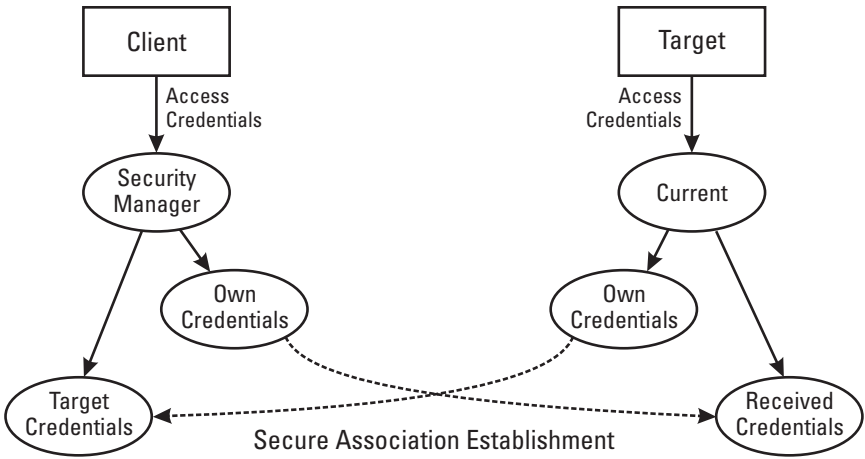 Client
Target
Access
Credentials
Access
Credentials
Security
Manager
Current
Own
Credentials
Own
Credentials
Target
Credentials
Received
Credentials
Secure Association Establishment